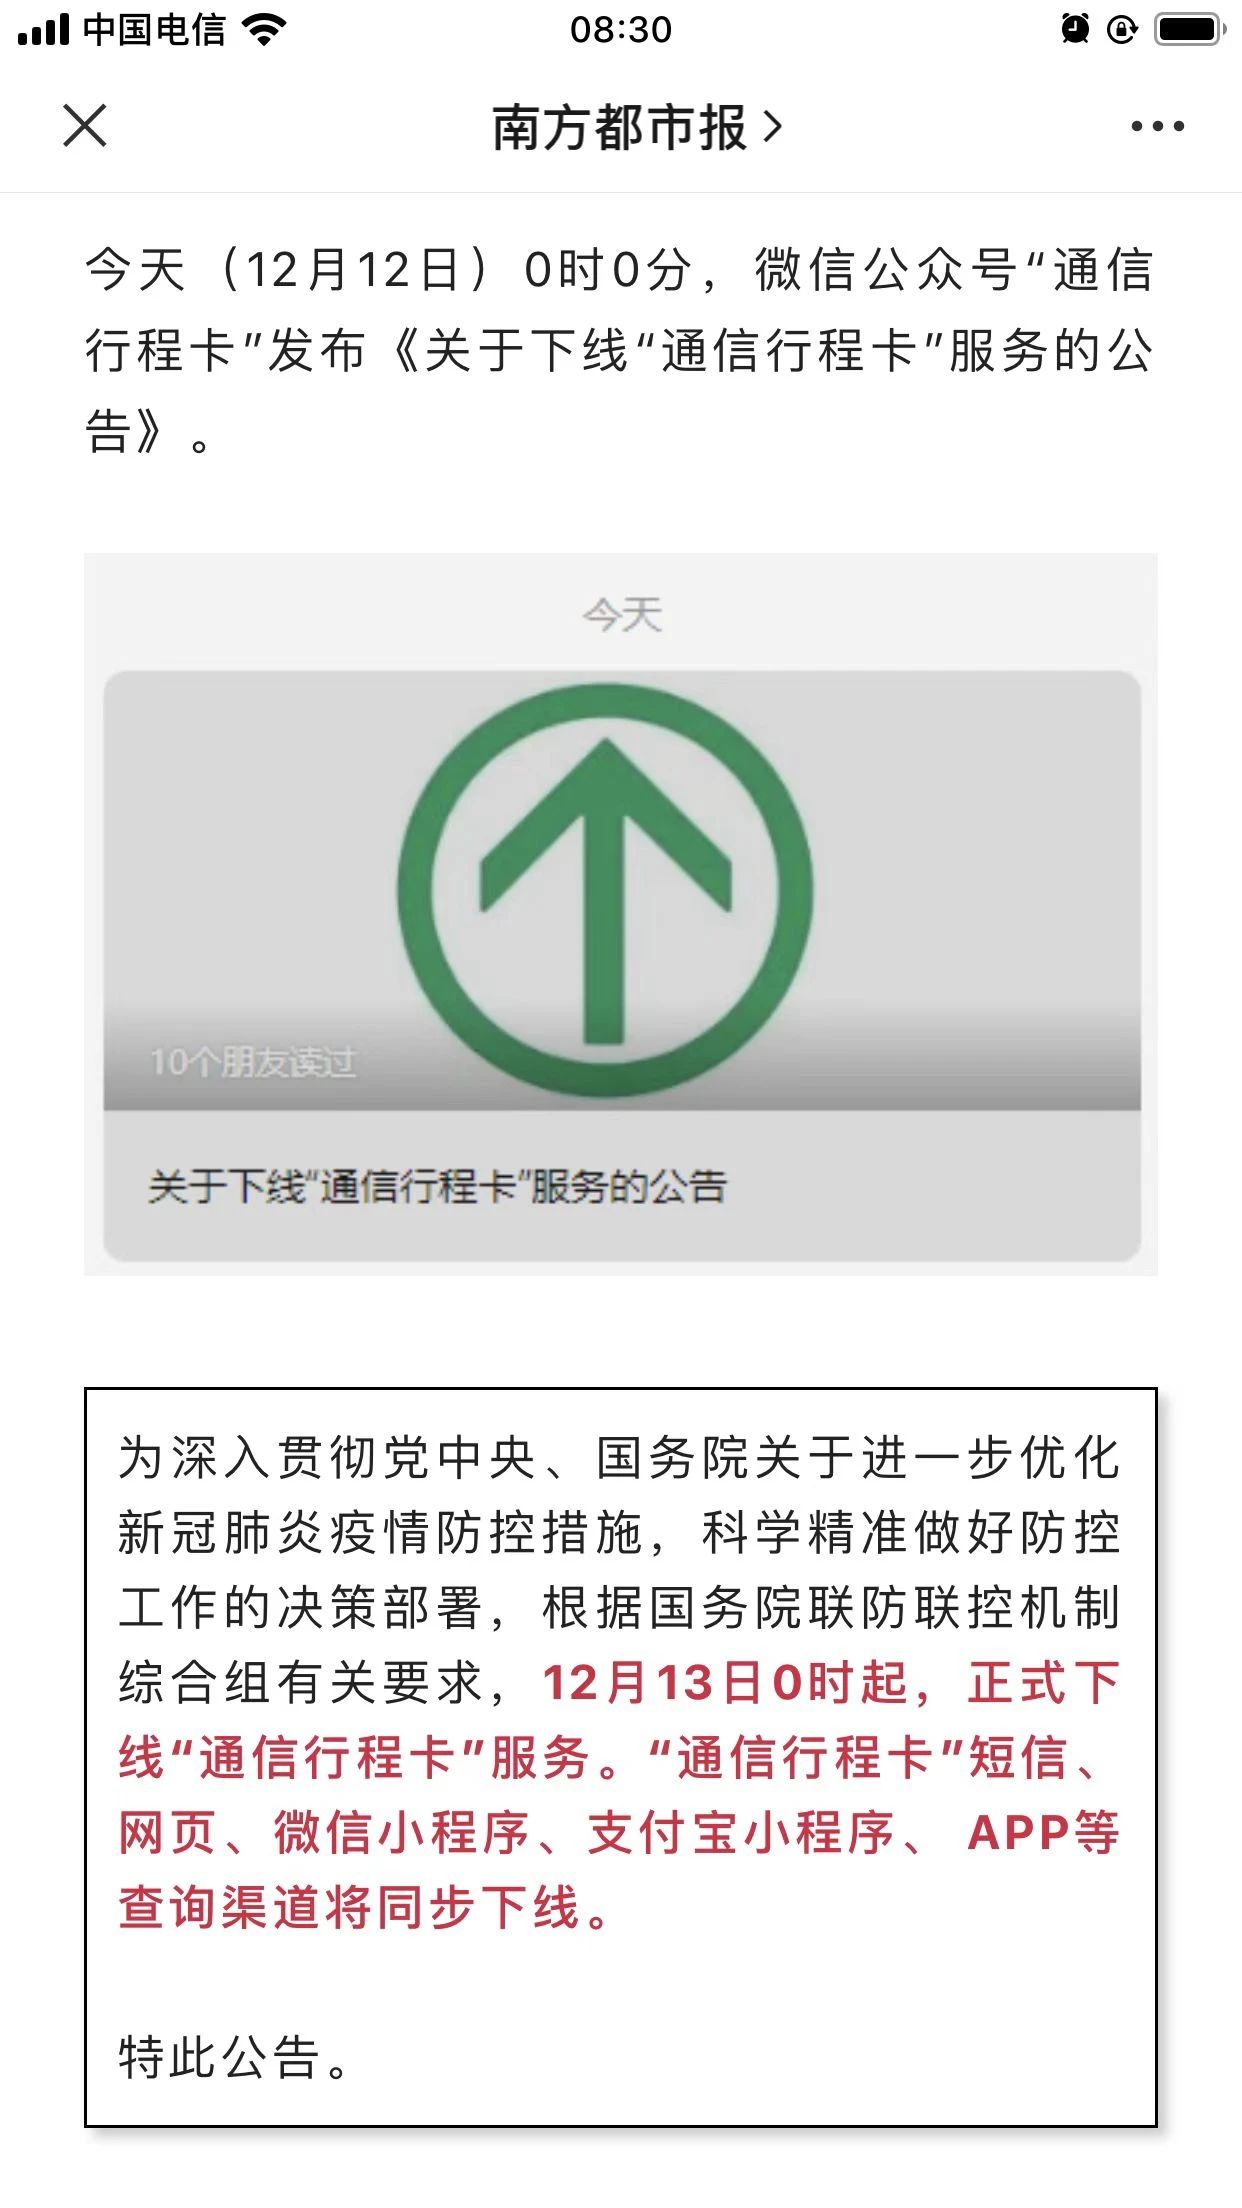 中国电信
08:30
南方都市报
今天（12月12日）0时0分，微信公众号“通信
行程卡”发布《关于下线“通信行程卡”服务的公
告》。
今天
10个朋友读过
关于下线“通信行程卡”服务的公告
为深入贯彻党中央、国务院关于进一步优化
新冠肺炎疫情防控措施，科学精准做好防控
工作的决策部署，根据国务院联防联控机制
综合组有关要求，12月13日0时起，正式下
线“通信行程卡”服务。“通信行程卡”短信、
网页、微信小程序、支付宝小程序、 APP等
查询渠道将同步下线。
特此公告。